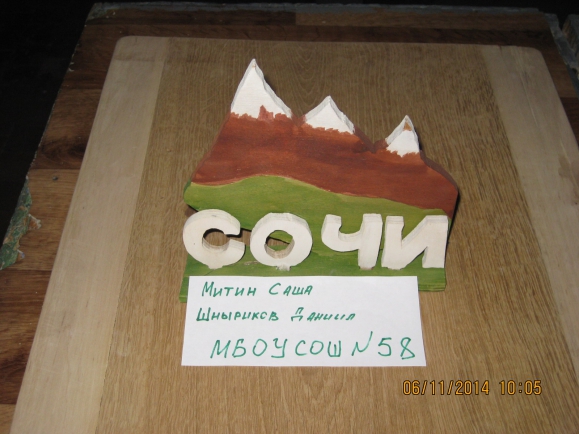 СОЧИ
Митин Саша
Шныриков Даниил
МБОУСОШ N58
06/11/2014 10:05